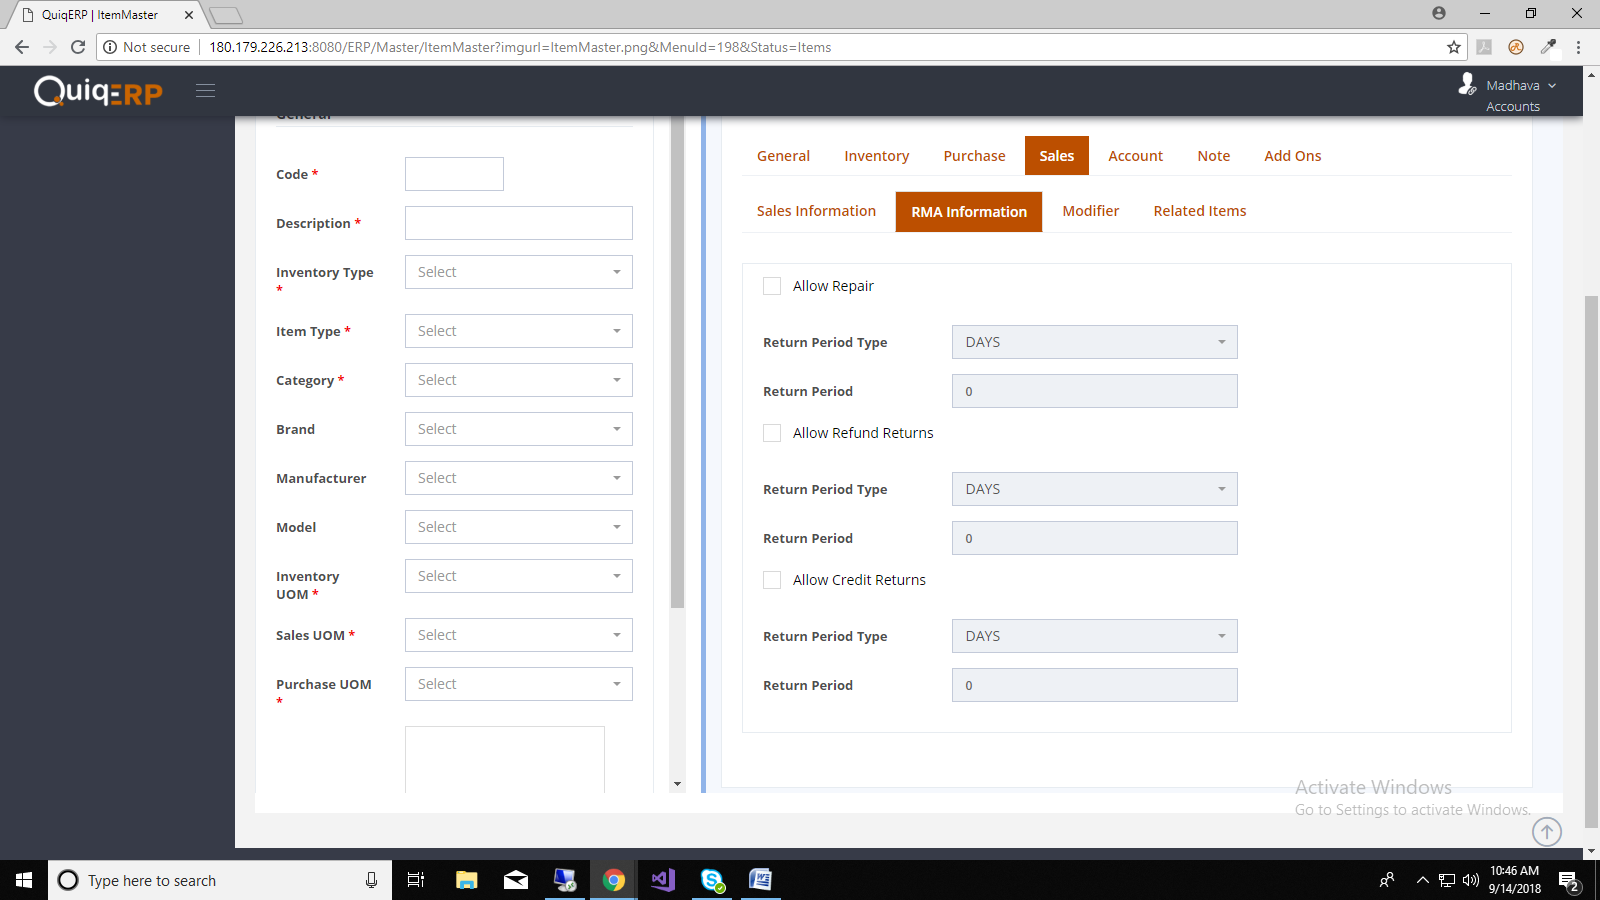 QuiqERP | ItemMaster
Not secure
180.179.226.213:8080/ERP/Master/ItemMaster?imgurl=ItemMaster.png&MenuId=198&Status=Items
QuiqERP
Madhava
Accounts
General
Code *
Description *
Inventory Type
*
Select
Item Type *
Select
Category *
Select
Brand
Select
Manufacturer
Select
Model
Select
Inventory
UOM *
Select
Sales UOM *
Select
Purchase UOM
*
Select
General Inventory Purchase Sales Account Note Add Ons
Sales Information RMA Information Modifier Related Items
Allow Repair
Return Period Type
DAYS
Return Period
0
Allow Refund Returns
Return Period Type
DAYS
Return Period
0
Allow Credit Returns
Return Period Type
DAYS
Return Period
0
Activate Windows
Go to Settings to activate Windows.
Type here to search
10:46 AM
9/14/2018
2